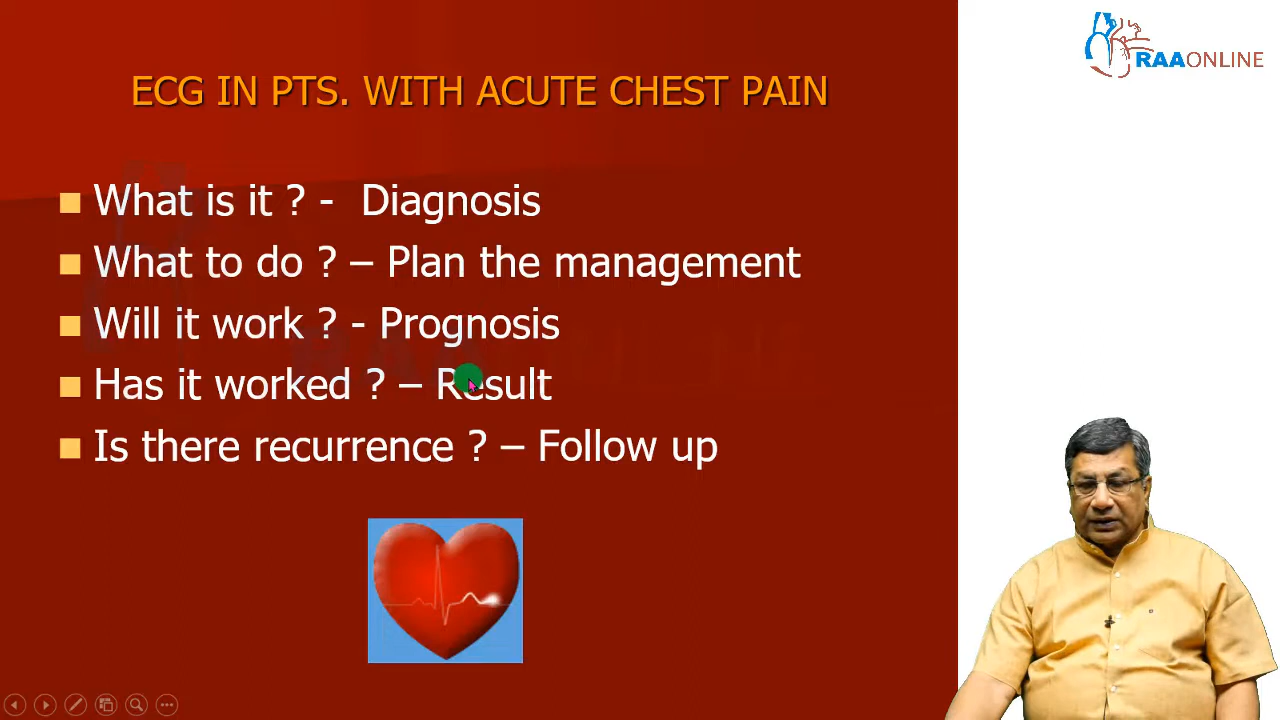 RAAONLINE
ECG IN PTS. WITH ACUTE CHEST PAIN
What is it ? - Diagnosis
What to do ? – Plan the management
Will it work ? - Prognosis
Has it worked ? – Result
Is there recurrence ? – Follow up